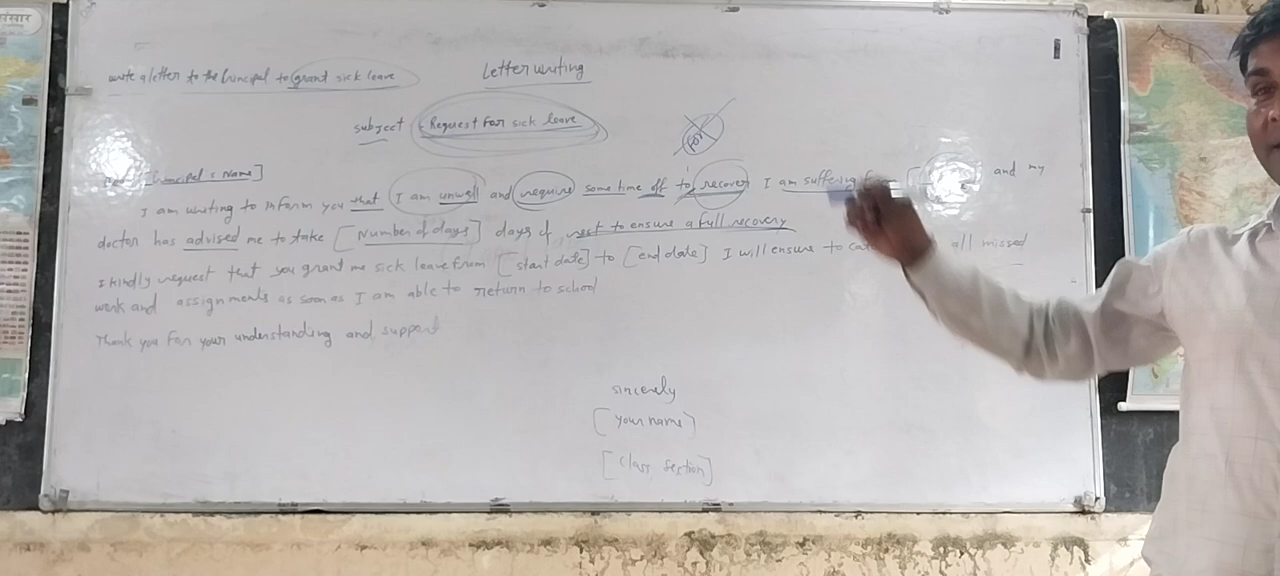 संसार
write a letter to the Principal to grant sick leave
Letter writing
subject - Request for sick leave
for
[Principal's Name]
I am writing to inform you that I am unwell and require some time off to recover I am suffering [ and my
doctor has advised me to take [Number of days] days of rest to ensure a full recovery
I kindly request that you grant me sick leave from [start date] to [end date] I will ensure to all missed
work and assignments as soon as I am able to return to school
Thank you for your understanding and support
sincerely
[your name]
[class, section]